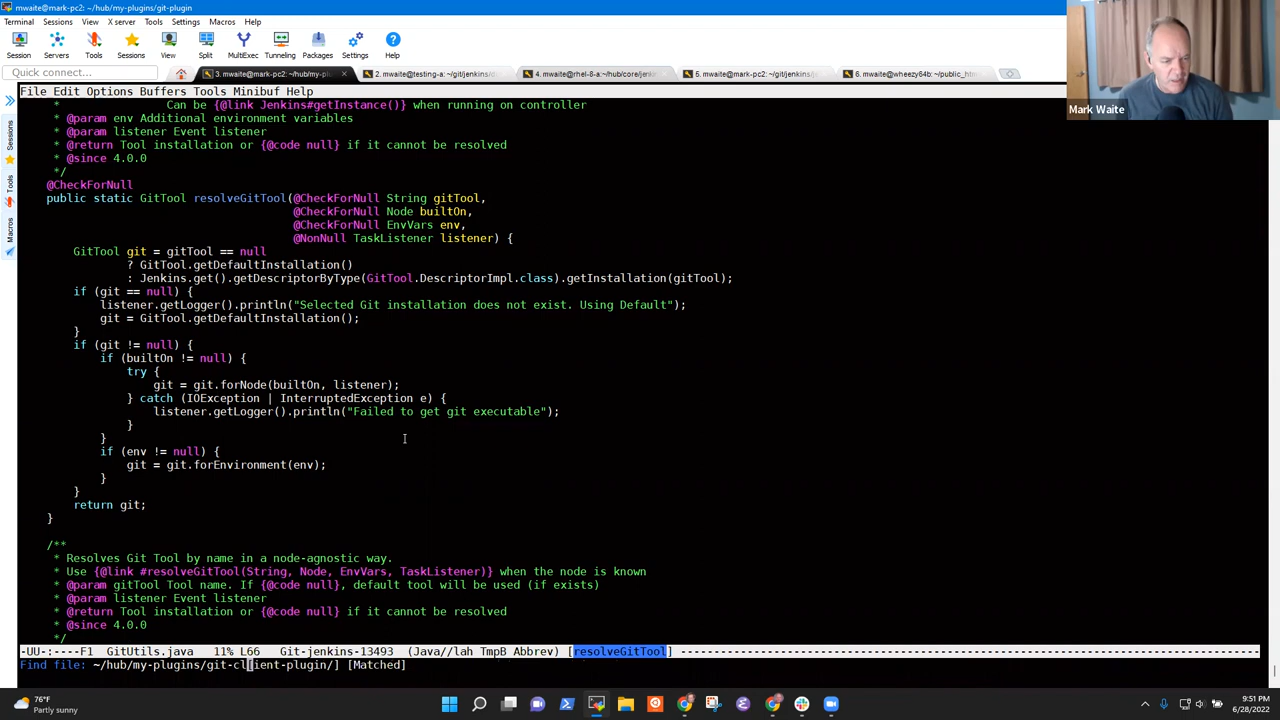 mwaite@mark-pc2: ~/hub/my-plugins/git-plugin
Terminal Sessions View X server Tools Settings Macros Help
Session Servers Tools Sessions View Split MultiExec Tunneling Packages Settings Help
Quick connect...
3. mwaite@mark-pc2: ~/hub/my-pl
2. mwaite@testing-a: ~/git/jenkins/
4. mwaite@rhel-8-a: ~/hub/core/jenkin
5. mwaite@mark-pc2: ~/git/jenkins
6. mwaite@wheezy64b: ~/public_htm
Mark Waite
Sessions
Tools
Macros
File Edit Options Buffers Tools Minibuf Help
* Can be {@link Jenkins#getInstance()} when running on controller
* @param env Additional environment variables
* @param listener Event listener
* @return Tool installation or {@code null} if it cannot be resolved
* @since 4.0.0
*/
@CheckForNull
public static GitTool resolveGitTool(@CheckForNull String gitTool,
@CheckForNull Node builtOn,
@CheckForNull EnvVars env,
@NonNull TaskListener listener) {
GitTool git = gitTool == null
? GitTool.getDefaultInstallation()
: Jenkins.get().getDescriptorByType(GitTool.DescriptorImpl.class).getInstallation(gitTool);
if (git == null) {
listener.getLogger().println("Selected Git installation does not exist. Using Default");
git = GitTool.getDefaultInstallation();
}
if (git != null) {
if (builtOn != null) {
try {
git = git.forNode(builtOn, listener);
} catch (IOException | InterruptedException e) {
listener.getLogger().println("Failed to get git executable");
}
}
if (env != null) {
git = git.forEnvironment(env);
}
}
return git;
}
/**
* Resolves Git Tool by name in a node-agnostic way.
* Use {@link #resolveGitTool(String, Node, EnvVars, TaskListener)} when the node is known
* @param gitTool Tool name. If {@code null}, default tool will be used (if exists)
* @param listener Event listener
* @return Tool installation or {@code null} if it cannot be resolved
* @since 4.0.0
*/
-UU-:----F1 GitUtils.java 11% L66 Git-jenkins-13493 (Java//lah TmpB Abbrev) [resolveGitTool]
Find file: ~/hub/my-plugins/git-cl[ient-plugin/] [Matched]
76°F
Partly sunny
9:51 PM
6/28/2022